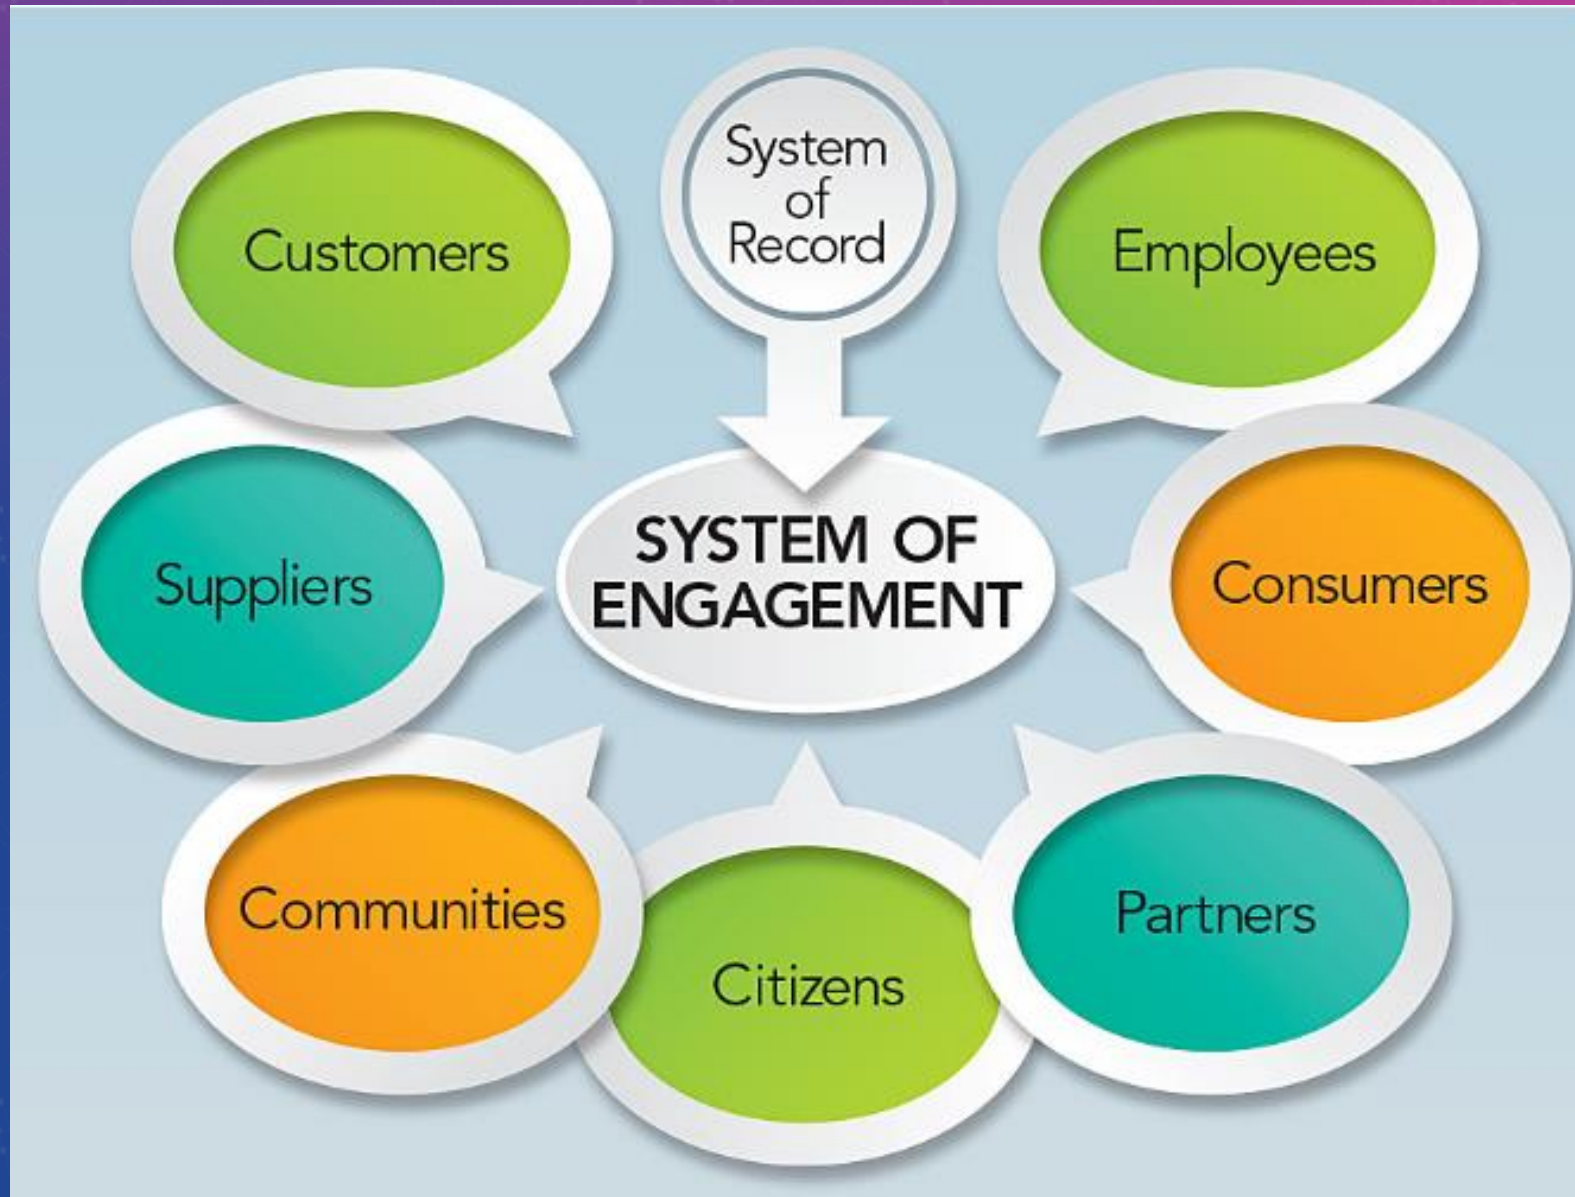 Customers
System
of
Record
Employees
Suppliers
SYSTEM OF
ENGAGEMENT
Consumers
Communities
Citizens
Partners